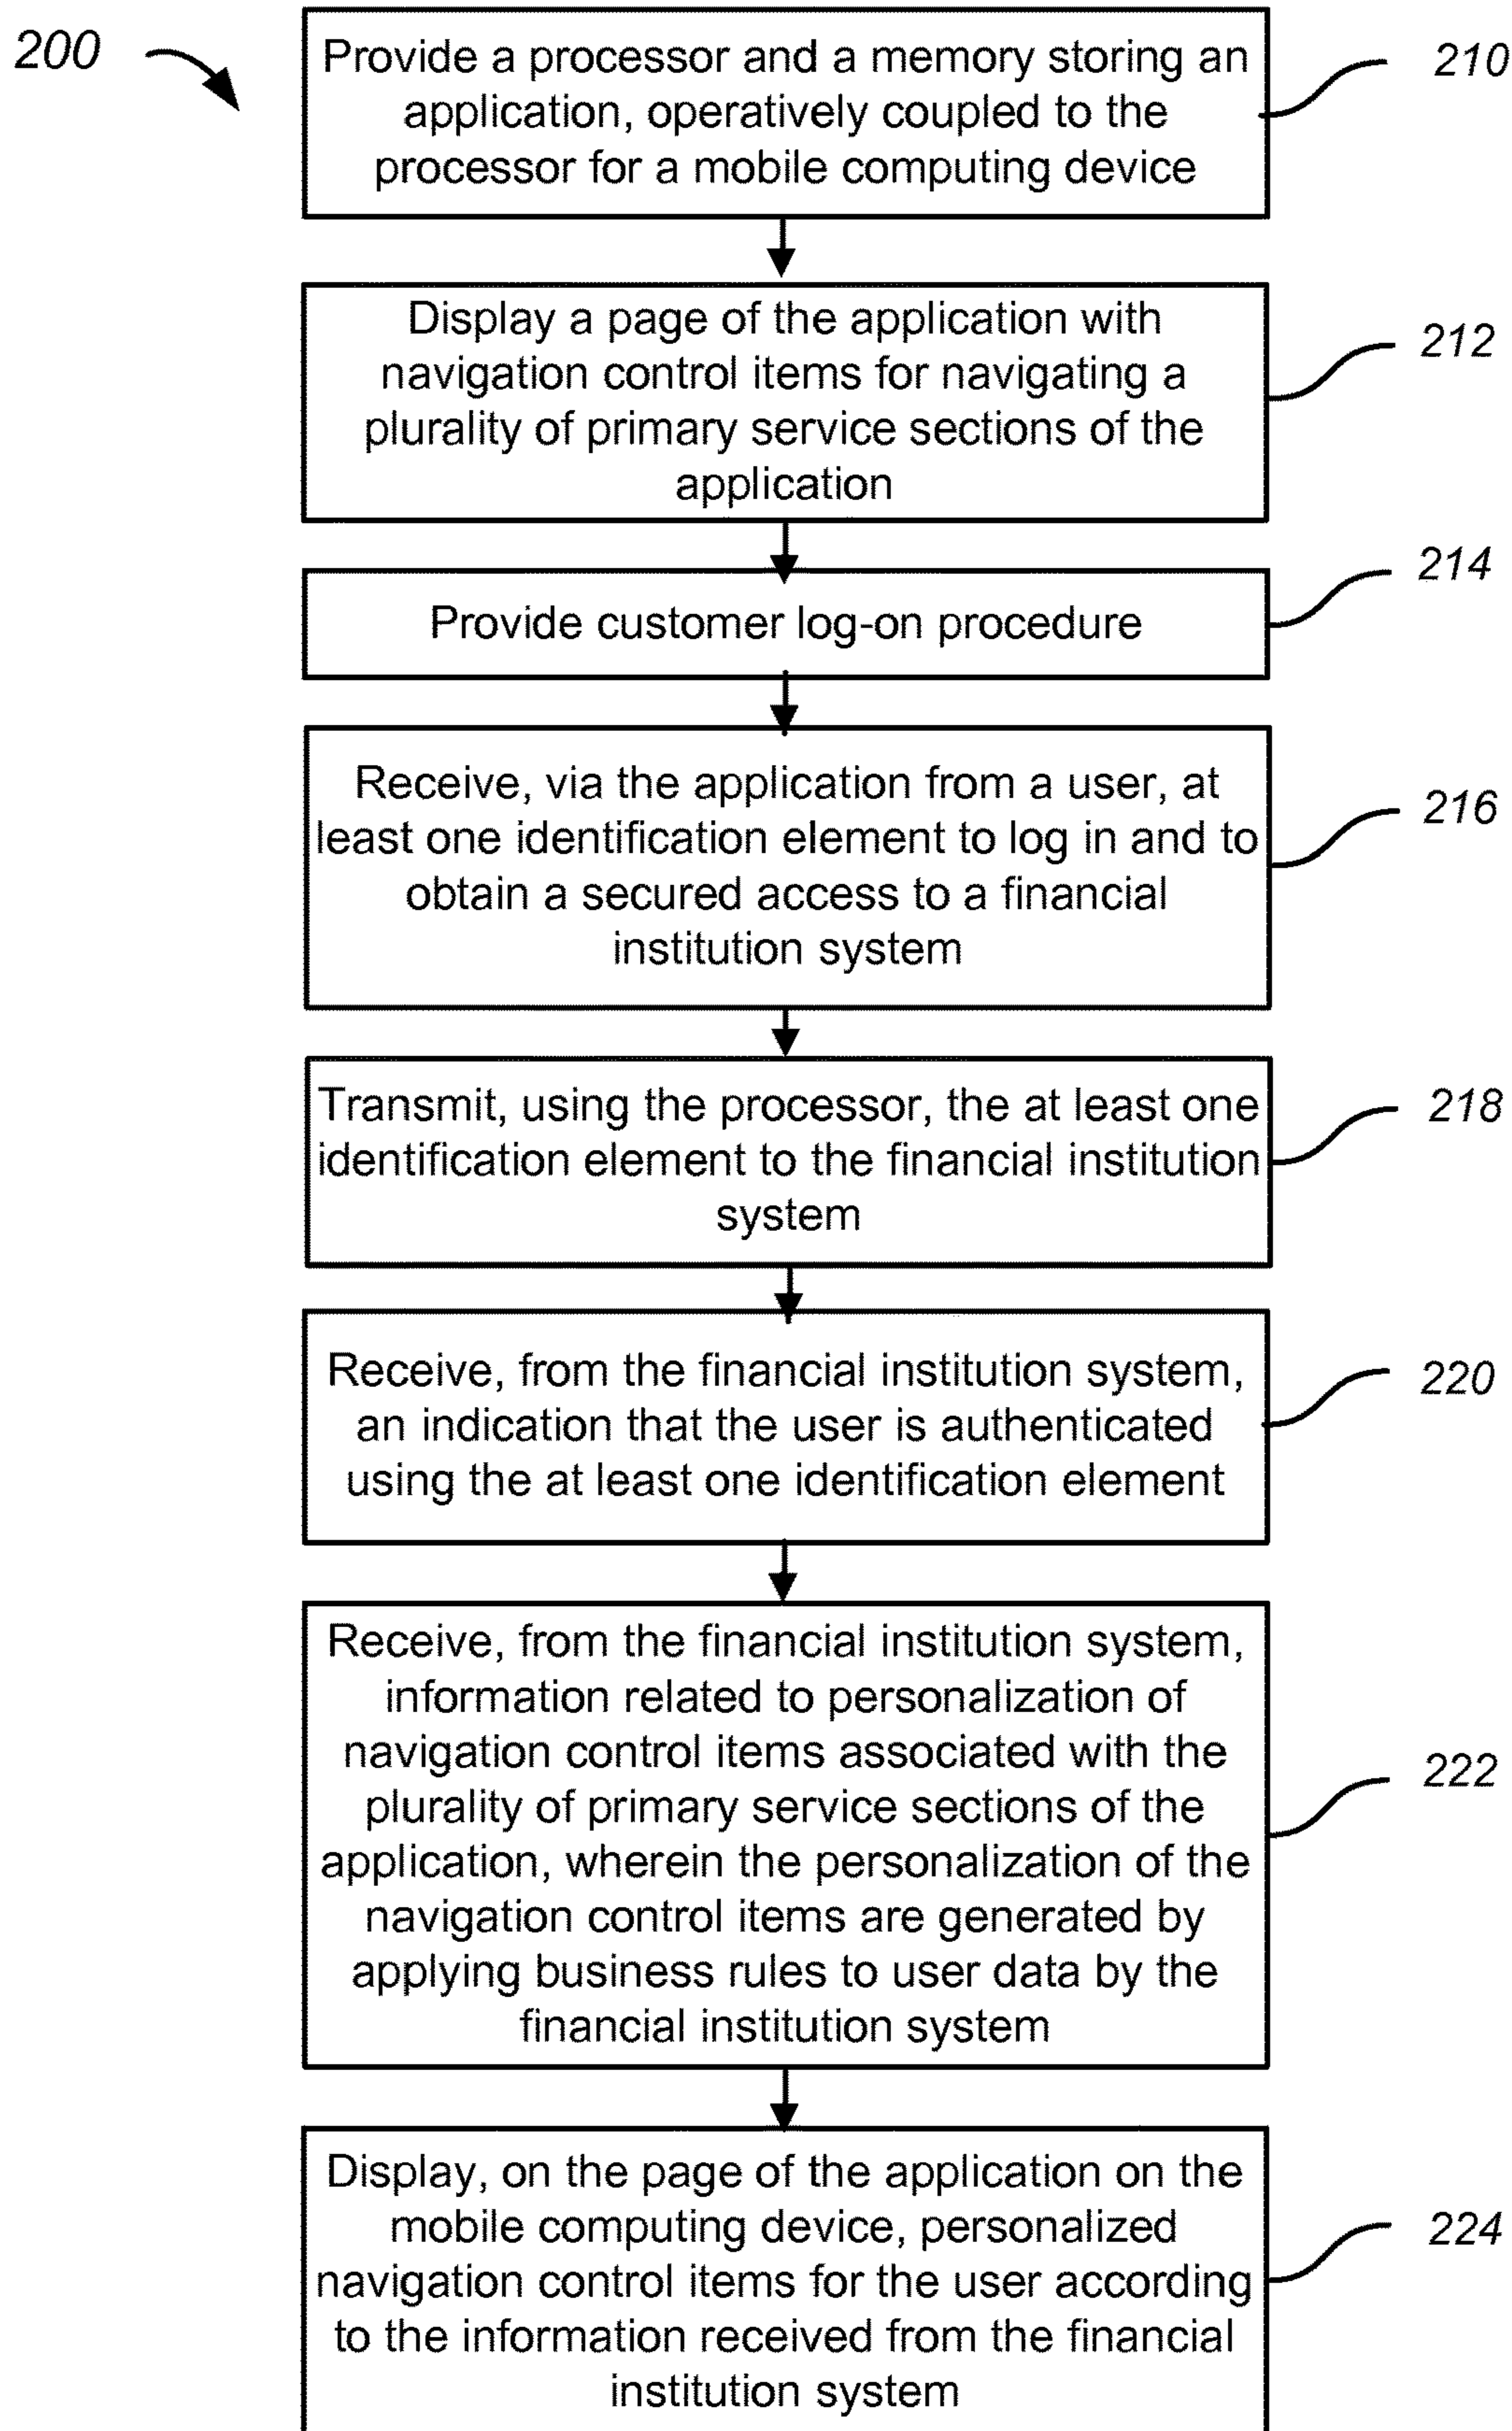 200
Provide a processor and a memory storing an
application, operatively coupled to the
processor for a mobile computing device
210
Display a page of the application with
navigation control items for navigating a
plurality of primary service sections of the
application
212
Provide customer log-on procedure
214
Receive, via the application from a user, at
least one identification element to log in and to
obtain a secured access to a financial
institution system
216
Transmit, using the processor, the at least one
identification element to the financial institution
system
218
Receive, from the financial institution system,
an indication that the user is authenticated
using the at least one identification element
220
Receive, from the financial institution system,
information related to personalization of
navigation control items associated with the
plurality of primary service sections of the
application, wherein the personalization of the
navigation control items are generated by
applying business rules to user data by the
financial institution system
222
Display, on the page of the application on the
mobile computing device, personalized
navigation control items for the user according
to the information received from the financial
institution system
224